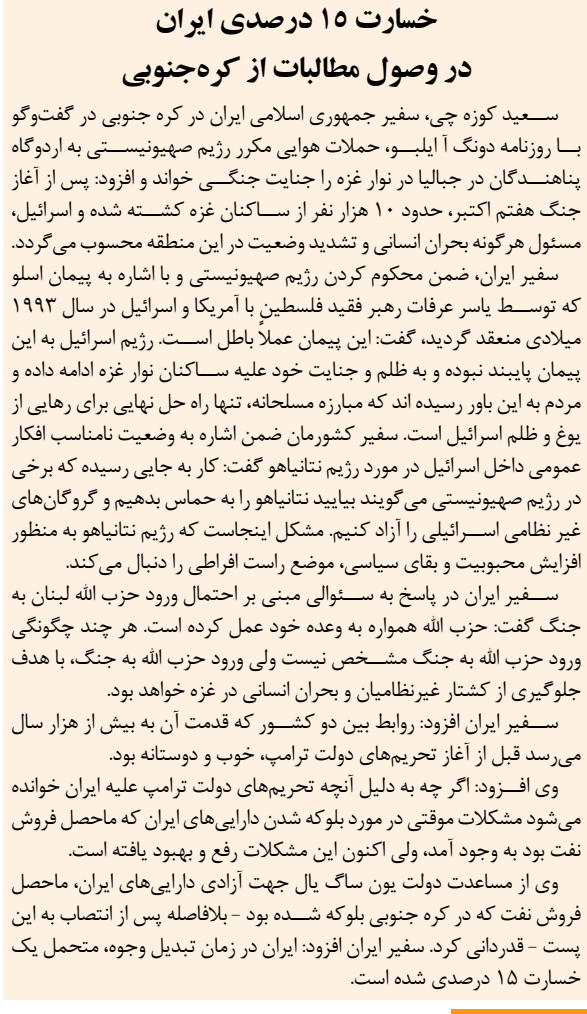 خسارت ۱۵ درصدی ایران
در وصول مطالبات از کره‌جنوبی
سعید کوزه چی، سفیر جمهوری اسلامی ایران در کره جنوبی در گفت‌وگو
با روزنامه دونگ آ ایلبو، حملات هوایی مکرر رژیم صهیونیستی به اردوگاه
پناهندگان در جبالیا در نوار غزه را جنایت جنگی خواند و افزود: پس از آغاز
جنگ هفتم اکتبر، حدود ۱۰ هزار نفر از ساکنان غزه کشته شده و اسرائیل،
مسئول هرگونه بحران انسانی و تشدید وضعیت در این منطقه محسوب می‌گردد.
سفیر ایران، ضمن محکوم کردن رژیم صهیونیستی و با اشاره به پیمان اسلو
که توسط یاسر عرفات رهبر فقید فلسطین با آمریکا و اسرائیل در سال ۱۹۹۳
میلادی منعقد گردید، گفت: این پیمان عملاً باطل است. رژیم اسرائیل به این
پیمان پایبند نبوده و به ظلم و جنایت خود علیه ساکنان نوار غزه ادامه داده و
مردم به این باور رسیده اند که مبارزه مسلحانه، تنها راه حل نهایی برای رهایی از
یوغ و ظلم اسرائیل است. سفیر کشورمان ضمن اشاره به وضعیت نامناسب افکار
عمومی داخل اسرائیل در مورد رژیم نتانیاهو گفت: کار به جایی رسیده که برخی
در رژیم صهیونیستی می‌گویند بیایید نتانیاهو را به حماس بدهیم و گروگان‌های
غیر نظامی اسرائیلی را آزاد کنیم. مشکل اینجاست که رژیم نتانیاهو به منظور
افزایش محبوبیت و بقای سیاسی، موضع راست افراطی را دنبال می‌کند.
سفیر ایران در پاسخ به سئوالی مبنی بر احتمال ورود حزب الله لبنان به
جنگ گفت: حزب الله همواره به وعده خود عمل کرده است. هر چند چگونگی
ورود حزب الله به جنگ مشخص نیست ولی ورود حزب الله به جنگ، با هدف
جلوگیری از کشتار غیرنظامیان و بحران انسانی در غزه خواهد بود.
سفیر ایران افزود: روابط بین دو کشور که قدمت آن به بیش از هزار سال
می‌رسد قبل از آغاز تحریم‌های دولت ترامپ، خوب و دوستانه بود.
وی افزود: اگر چه به دلیل آنچه تحریم‌های دولت ترامپ علیه ایران خوانده
می‌شود مشکلات موقتی در مورد بلوکه شدن دارایی‌های ایران که ماحصل فروش
نفت بود به وجود آمد، ولی اکنون این مشکلات رفع و بهبود یافته است.
وی از مساعدت دولت یون ساگ یال جهت آزادی دارایی‌های ایران، ماحصل
فروش نفت که در کره جنوبی بلوکه شده بود - بلافاصله پس از انتصاب به این
پست - قدردانی کرد. سفیر ایران افزود: ایران در زمان تبدیل وجوه، متحمل یک
خسارت ۱۵ درصدی شده است.